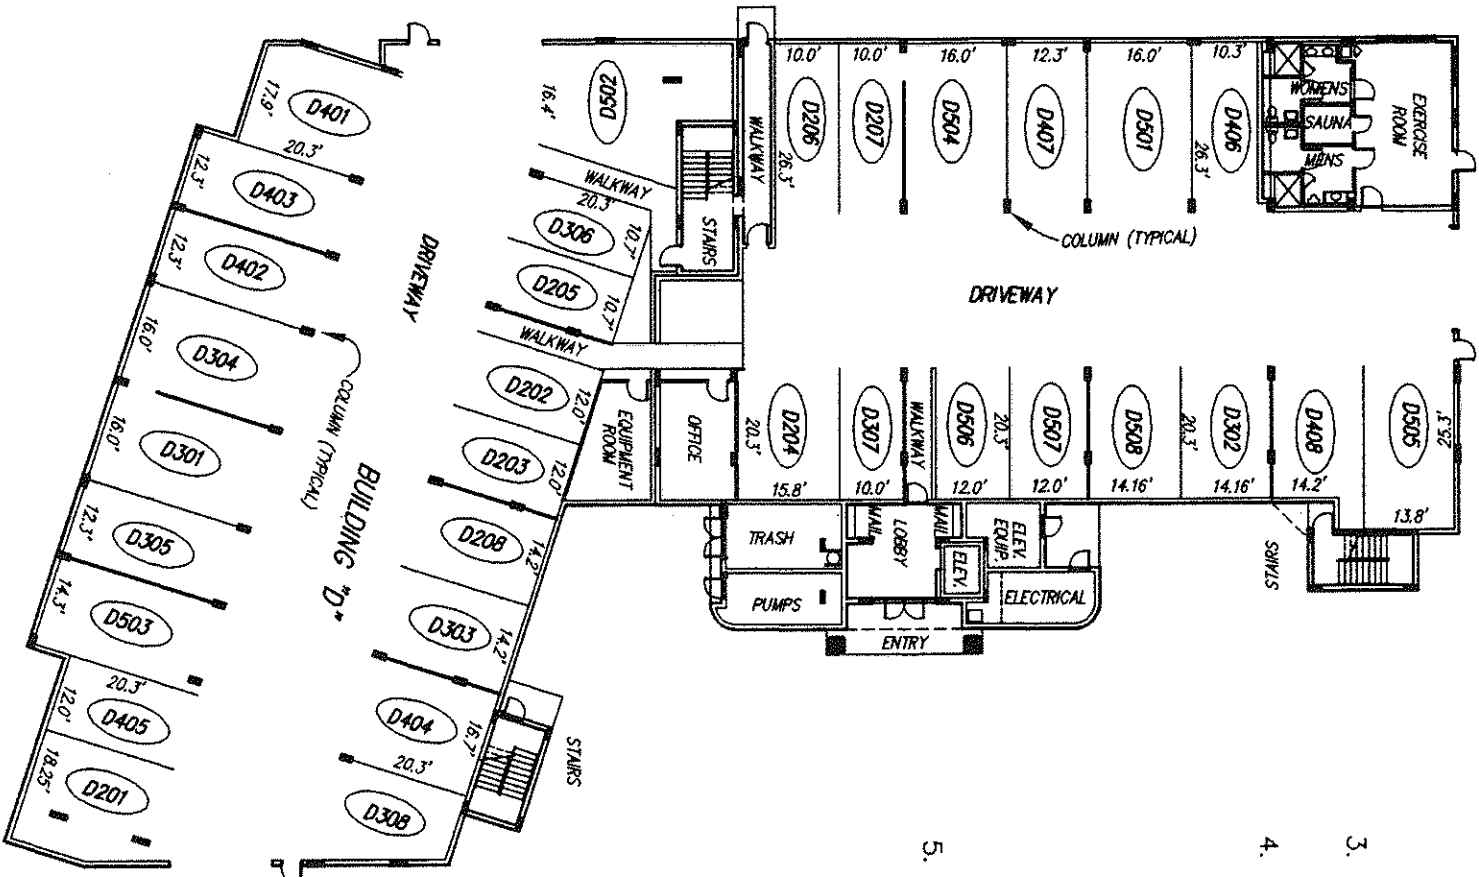 10.0'
10.0'
16.0'
12.3'
16.0'
10.3'
D206
D207
D504
D407
D501
D406
26.3'
26.3'
WOMENS
SAUNA
MENS
EXERCISE
ROOM
WALKWAY
D401
17.9'
20.3'
D502
16.4'
WALKWAY
20.3'
STAIRS
COLUMN (TYPICAL)
DRIVEWAY
D403
12.3'
D402
12.3'
DRIVEWAY
D306
10.7'
D205
10.7'
WALKWAY
D304
16.0'
COLUMN (TYPICAL)
D202
12.0'
D301
16.0'
D203
12.0'
EQUIPMENT
ROOM
OFFICE
D204
20.3'
15.8'
D307
10.0'
WALKWAY
D506
20.3'
12.0'
D507
12.0'
D508
14.16'
20.3'
D302
14.16'
D408
14.2'
D505
26.3'
13.8'
D305
12.3'
BUILDING "D"
D208
14.2'
TRASH
PUMPS
MAIL
LOBBY
MAIL
ELEV.
ELEV.
EQUIP.
ELECTRICAL
ENTRY
STAIRS
D503
14.3'
20.3'
D303
14.2'
D405
12.0'
D404
16.7'
20.3'
STAIRS
D201
18.25'
D308
3.
4.
5.